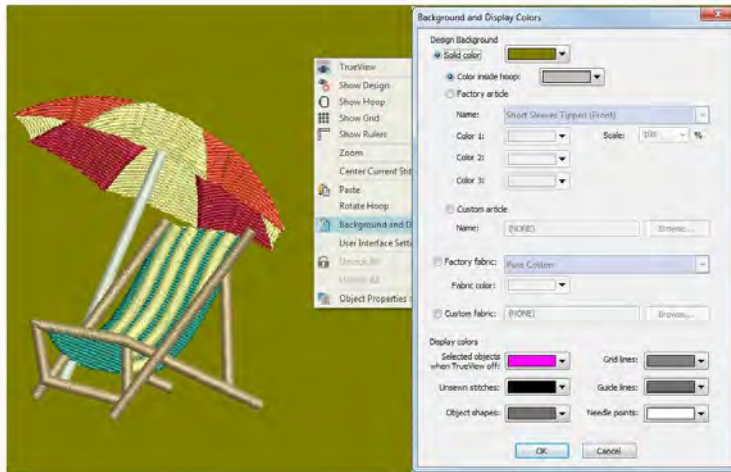 TrueView
Show Design
Show Hoop
Show Grid
Show Rulers
Zoom
Center Current Stit
Paste
Rotate Hoop
Background and D
User Interface Setti
Unlock All
Object Properties
Background and Display Colors
Design Background
Solid color
Color inside hoop:
Factory article
Name: Short Sleeves Tipped (Front)
Color 1: Scale: 100 %
Color 2:
Color 3:
Custom article
Name: (NONE) Browse...
Factory fabric: Pure Cotton
Fabric color:
Custom fabric: (NONE) Browse...
Display colors
Selected objects when TrueView off: Grid lines:
Unsewn stitches: Guide lines:
Object shapes: Needle points:
OK Cancel